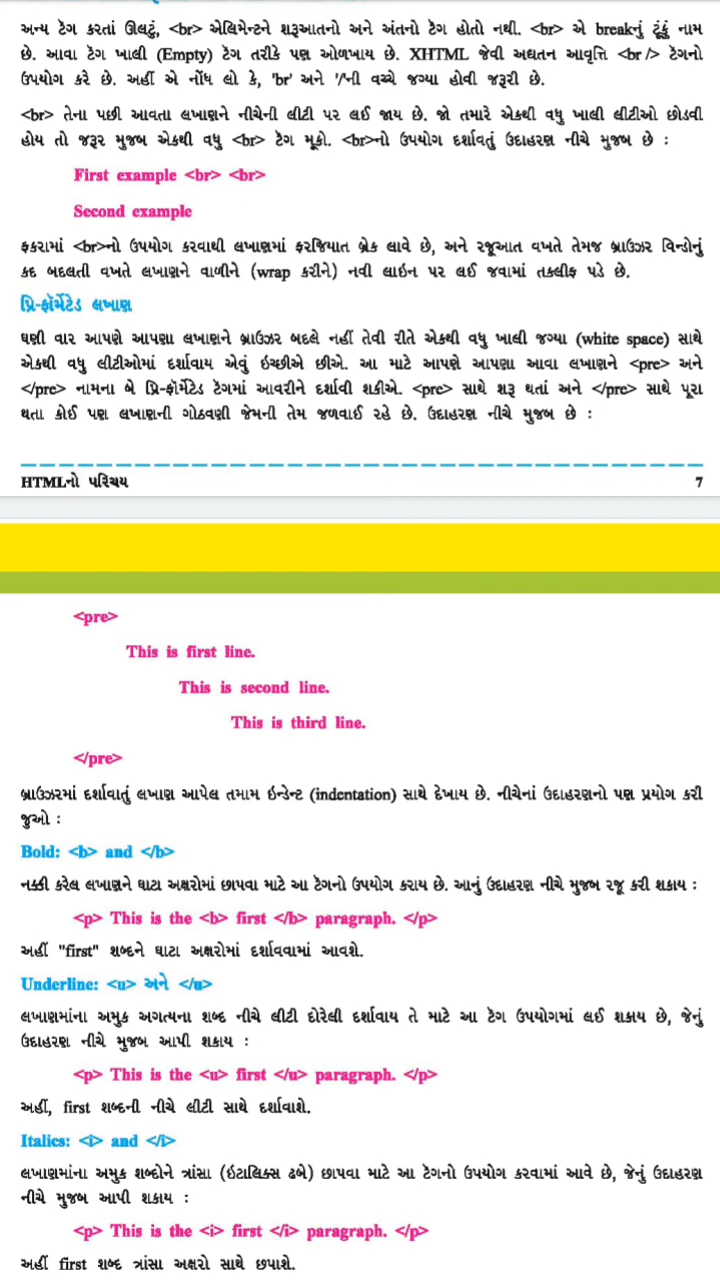 અન્ય ટેગ કરતાં ઊલટું, <br> એલિમેન્ટને શરૂઆતનો અને અંતનો ટેગ હોતો નથી. <br> એ breakનું ટૂંકું નામ
છે. આવા ટેગ ખાલી (Empty) ટેગ તરીકે પણ ઓળખાય છે. XHTML જેવી અદ્યતન આવૃત્તિ <br /> ટેગનો
ઉપયોગ કરે છે. અહીં એ નોંધ લો કે, 'br' અને '/'ની વચ્ચે જગ્યા હોવી જરૂરી છે.
<br> તેના પછી આવતા લખાણને નીચેની લીટી પર લઈ જાય છે. જો તમારે એકથી વધુ ખાલી લીટીઓ છોડવી
હોય તો જરૂર મુજબ એકથી વધુ <br> ટેગ મૂકો. <br>નો ઉપયોગ દર્શાવતું ઉદાહરણ નીચે મુજબ છે :
First example <br> <br>
Second example
ફકરામાં <br>નો ઉપયોગ કરવાથી લખાણમાં ફરજિયાત બ્રેક લાવે છે, અને રજૂઆત વખતે તેમજ બ્રાઉઝર વિન્ડોનું
કદ બદલતી વખતે લખાણને વાળીને (wrap કરીને) નવી લાઇન પર લઈ જવામાં તકલીફ પડે છે.
પ્રિ-ફૉર્મેટેડ લખાણ
ઘણી વાર આપણે આપણા લખાણને બ્રાઉઝર બદલે નહીં તેવી રીતે એકથી વધુ ખાલી જગ્યા (white space) સાથે
એકથી વધુ લીટીઓમાં દર્શાવાય એવું ઇચ્છીએ છીએ. આ માટે આપણે આપણા આવા લખાણને <pre> અને
</pre> નામના બે પ્રિ-ફૉર્મેટેડ ટેગમાં આવરીને દર્શાવી શકીએ. <pre> સાથે શરૂ થતાં અને </pre> સાથે પૂરા
થતા કોઈ પણ લખાણની ગોઠવણી જેમની તેમ જળવાઈ રહે છે. ઉદાહરણ નીચે મુજબ છે :
HTMLનો પરિચય 7
<pre>
This is first line.
This is second line.
This is third line.
</pre>
બ્રાઉઝરમાં દર્શાવાતું લખાણ આપેલ તમામ ઇન્ડેન્ટ (indentation) સાથે દેખાય છે. નીચેનાં ઉદાહરણનો પણ પ્રયોગ કરી
જુઓ :
Bold: <b> and </b>
નક્કી કરેલ લખાણને ઘાટા અક્ષરોમાં છાપવા માટે આ ટેગનો ઉપયોગ કરાય છે. આનું ઉદાહરણ નીચે મુજબ રજૂ કરી શકાય :
<p> This is the <b> first </b> paragraph. </p>
અહીં "first" શબ્દને ઘાટા અક્ષરોમાં દર્શાવવામાં આવશે.
Underline: <u> અને </u>
લખાણમાંના અમુક અગત્યના શબ્દ નીચે લીટી દોરેલી દર્શાવાય તે માટે આ ટેગ ઉપયોગમાં લઈ શકાય છે, જેનું
ઉદાહરણ નીચે મુજબ આપી શકાય :
<p> This is the <u> first </u> paragraph. </p>
અહીં, first શબ્દની નીચે લીટી સાથે દર્શાવાશે.
Italics: <i> and </i>
લખાણમાંના અમુક શબ્દોને ત્રાંસા (ઇટાલિક્સ ઢબે) છાપવા માટે આ ટેગનો ઉપયોગ કરવામાં આવે છે, જેનું ઉદાહરણ
નીચે મુજબ આપી શકાય :
<p> This is the <i> first </i> paragraph. </p>
અહીં first શબ્દ ત્રાંસા અક્ષરો સાથે છપાશે.